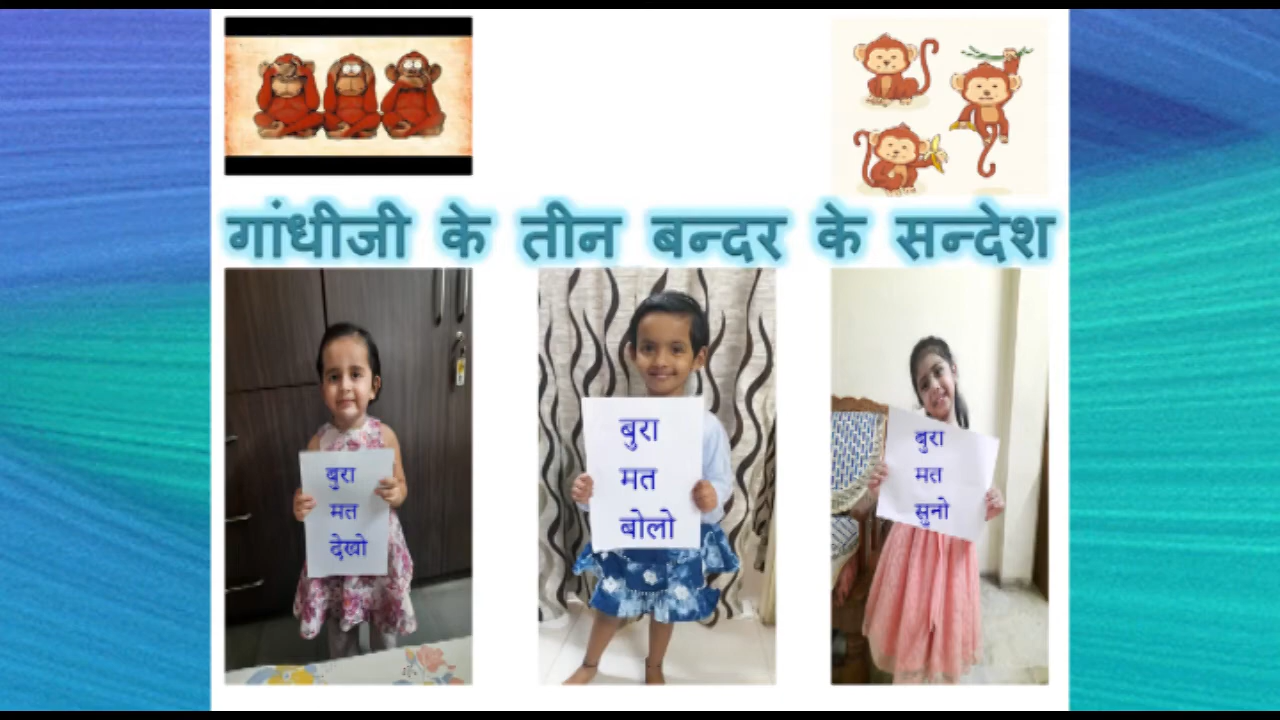 गांधीजी के तीन बन्दर के सन्देश
बुरा
मत
देखो
बुरा
मत
बोलो
बुरा
मत
सुनो